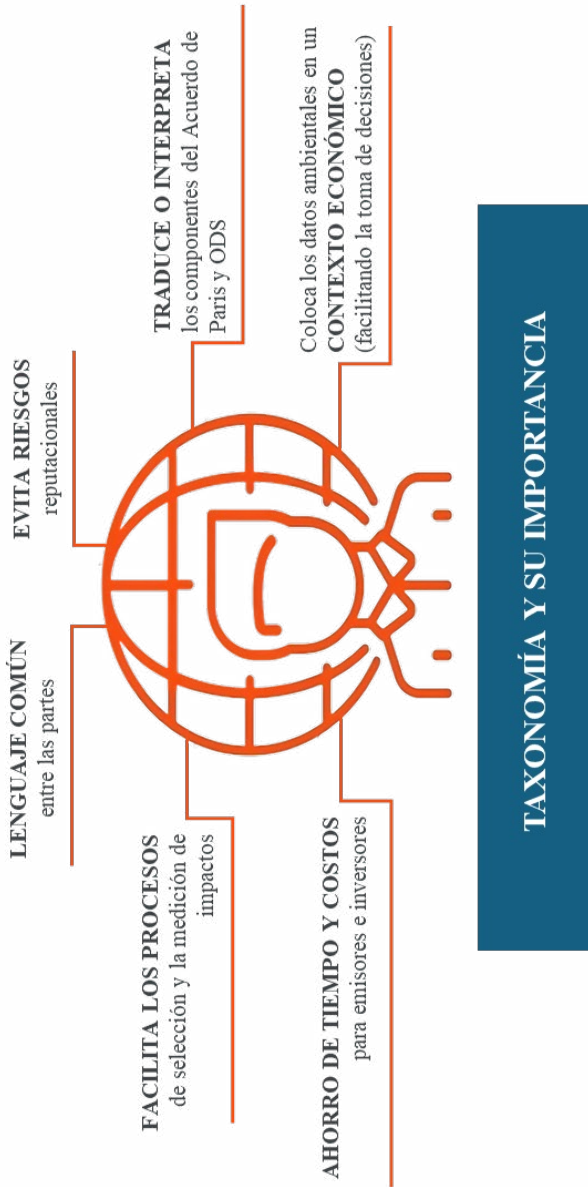 LENGUAJE COMÚN
entre las partes
EVITA RIESGOS
reputacionales
FACILITA LOS PROCESOS
de selección y la medición de
impactos
TRADUCE O INTERPRETA
los componentes del Acuerdo de
Paris y ODS
AHORRO DE TIEMPO Y COSTOS
para emisores e inversores
Coloca los datos ambientales en un
CONTEXTO ECONÓMICO
(facilitando la toma de decisiones)
TAXONOMÍA Y SU IMPORTANCIA